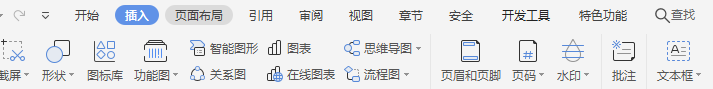 开始 插入 页面布局 引用 审阅 视图 章节 安全 开发工具 特色功能 查找
智能图形 图表 思维导图
截屏 形状 图标库 功能图 页眉和页脚 页码 水印 批注 文本框
关系图 在线图表 流程图